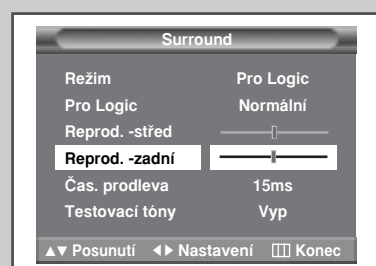 Surround
Režim Pro Logic
Pro Logic Normální
Reprod. -střed
Reprod. -zadní
Čas. prodleva 15ms
Testovací tóny Vyp
▲▼ Posunutí ◄► Nastavení Konec